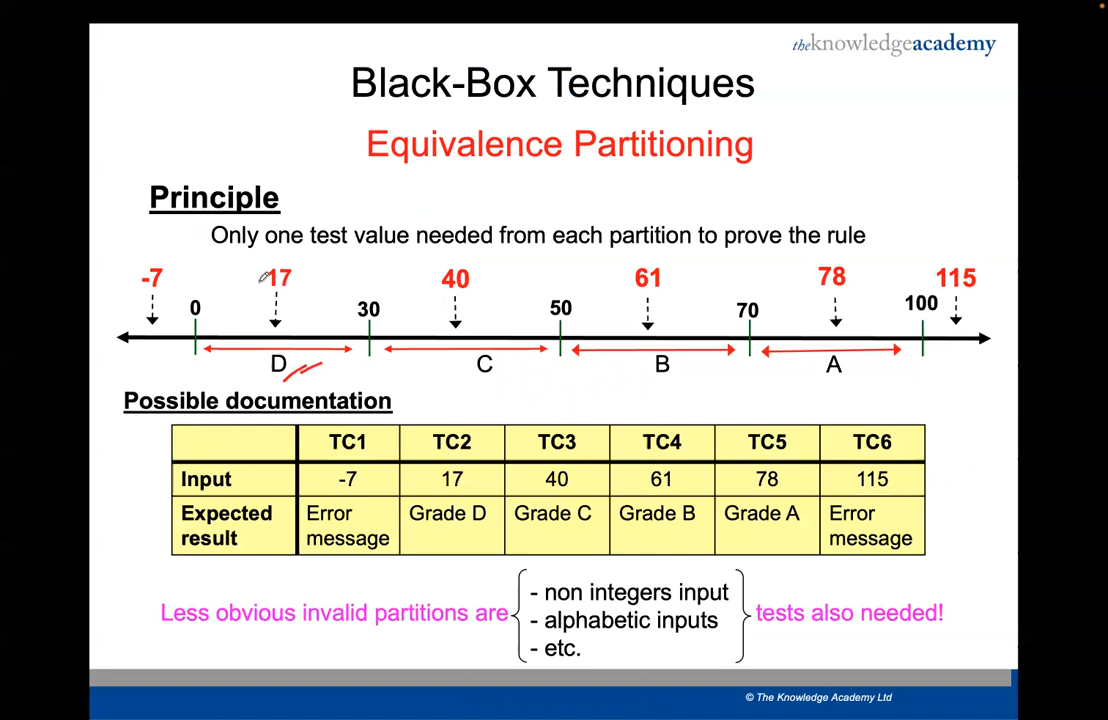 theknowledgeacademy
Black-Box Techniques
Equivalence Partitioning
Principle
Only one test value needed from each partition to prove the rule
-7 17 40 61 78 115
0 30 50 70 100
D C B A
Possible documentation
TC1 TC2 TC3 TC4 TC5 TC6
Input -7 17 40 61 78 115
Expected Error Grade D Grade C Grade B Grade A Error
result message message
- non integers input
Less obvious invalid partitions are - alphabetic inputs tests also needed!
- etc.
© The Knowledge Academy Ltd